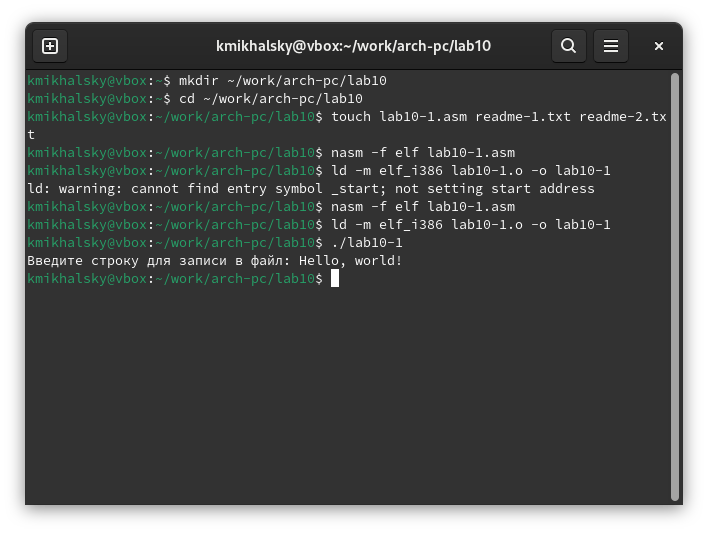 kmikhalsky@vbox:~/work/arch-pc/lab10
kmikhalsky@vbox:~$ mkdir ~/work/arch-pc/lab10
kmikhalsky@vbox:~$ cd ~/work/arch-pc/lab10
kmikhalsky@vbox:~/work/arch-pc/lab10$ touch lab10-1.asm readme-1.txt readme-2.tx
t
kmikhalsky@vbox:~/work/arch-pc/lab10$ nasm -f elf lab10-1.asm
kmikhalsky@vbox:~/work/arch-pc/lab10$ ld -m elf_i386 lab10-1.o -o lab10-1
ld: warning: cannot find entry symbol _start; not setting start address
kmikhalsky@vbox:~/work/arch-pc/lab10$ nasm -f elf lab10-1.asm
kmikhalsky@vbox:~/work/arch-pc/lab10$ ld -m elf_i386 lab10-1.o -o lab10-1
kmikhalsky@vbox:~/work/arch-pc/lab10$ ./lab10-1
Введите строку для записи в файл: Hello, world!
kmikhalsky@vbox:~/work/arch-pc/lab10$